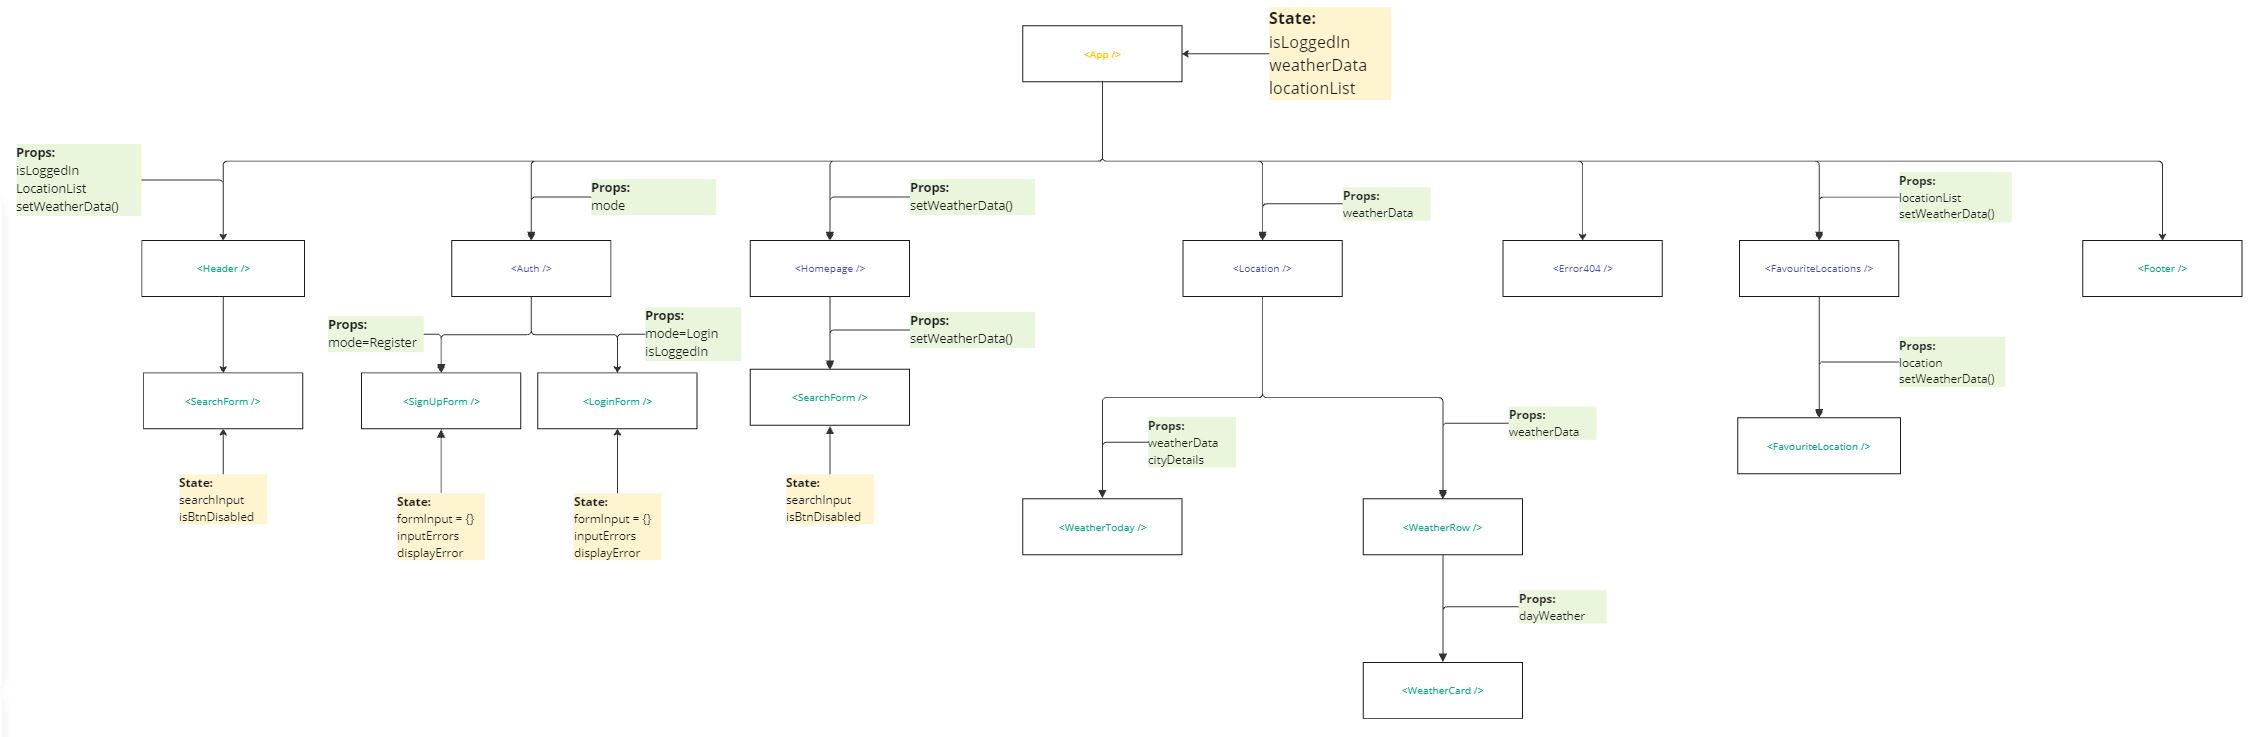 State:
isLoggedIn
weatherData
locationList
<App />
Props:
isLoggedIn
LocationList
setWeatherData()
Props:
mode
Props:
setWeatherData()
Props:
weatherData
Props:
locationList
setWeatherData()
<Header />
<Auth />
<Homepage />
<Location />
<Error404 />
<FavouriteLocations />
<Footer />
Props:
mode=Register
Props:
mode=Login
isLoggedIn
Props:
setWeatherData()
Props:
location
setWeatherData()
<SearchForm />
<SignUpForm />
<LoginForm />
<SearchForm />
Props:
weatherData
cityDetails
Props:
weatherData
<FavouriteLocation />
State:
searchInput
isBtnDisabled
State:
formInput = {}
inputErrors
displayError
State:
formInput = {}
inputErrors
displayError
State:
searchInput
isBtnDisabled
<WeatherToday />
<WeatherRow />
Props:
dayWeather
<WeatherCard />